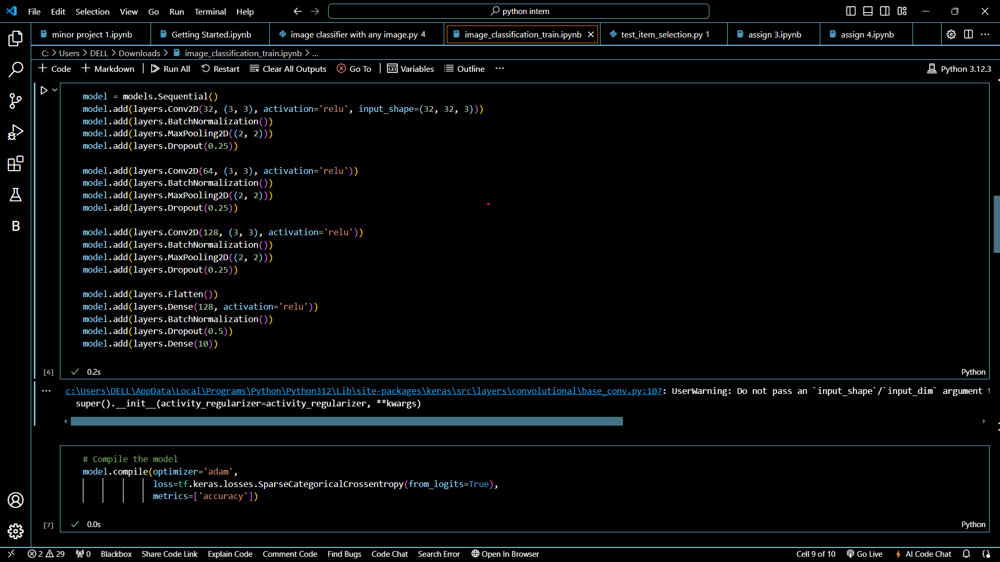 File Edit Selection View Go Run Terminal Help python intern
minor project 1.ipynb Getting Started.ipynb image classifier with any image.py 4 image_classification_train.ipynb test_item_selection.py 1 assign 3.ipynb assign 4.ipynb
C: > Users > DELL > Downloads > image_classification_train.ipynb > ...
+ Code + Markdown | Run All Restart Clear All Outputs Go To | Variables Outline ... Python 3.12.3
model = models.Sequential()
model.add(layers.Conv2D(32, (3, 3), activation='relu', input_shape=(32, 32, 3)))
model.add(layers.BatchNormalization())
model.add(layers.MaxPooling2D((2, 2)))
model.add(layers.Dropout(0.25))
model.add(layers.Conv2D(64, (3, 3), activation='relu'))
model.add(layers.BatchNormalization())
model.add(layers.MaxPooling2D((2, 2)))
model.add(layers.Dropout(0.25))
model.add(layers.Conv2D(128, (3, 3), activation='relu'))
model.add(layers.BatchNormalization())
model.add(layers.MaxPooling2D((2, 2)))
model.add(layers.Dropout(0.25))
model.add(layers.Flatten())
model.add(layers.Dense(128, activation='relu'))
model.add(layers.BatchNormalization())
model.add(layers.Dropout(0.5))
model.add(layers.Dense(10))
[6] 0.2s Python
... c:\Users\DELL\AppData\Local\Programs\Python\Python312\Lib\site-packages\keras\src\layers\convolutional\base_conv.py:107: UserWarning: Do not pass an `input_shape`/`input_dim` argument
super().__init__(activity_regularizer=activity_regularizer, **kwargs)
# Compile the model
model.compile(optimizer='adam',
loss=tf.keras.losses.SparseCategoricalCrossentropy(from_logits=True),
metrics=['accuracy'])
[7] 0.0s Python
B
2 29 0 Blackbox Share Code Link Explain Code Comment Code Find Bugs Code Chat Search Error Open In Browser Cell 9 of 10 Go Live AI Code Chat